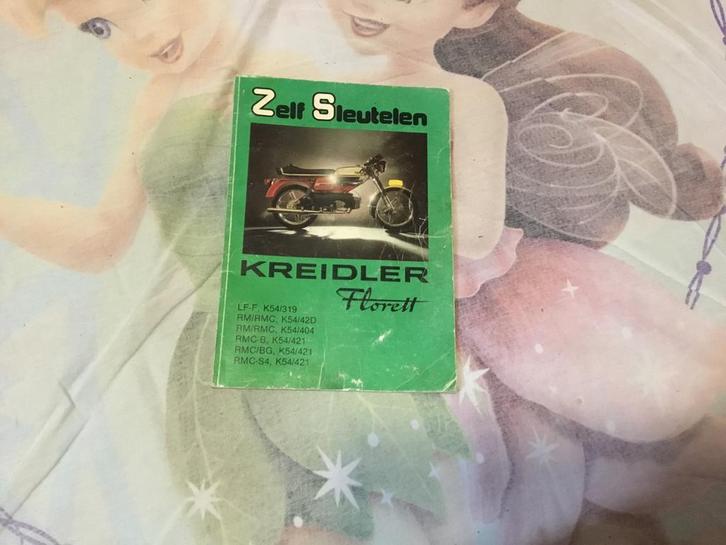 Zelf Sleutelen
KREIDLER
Florett
LF-F, K54/319
RM/RMC, K54/42D
RM/RMC, K54/404
RMC-B, K54/421
RMC/BG, K54/421
RMC-S4, K54/421